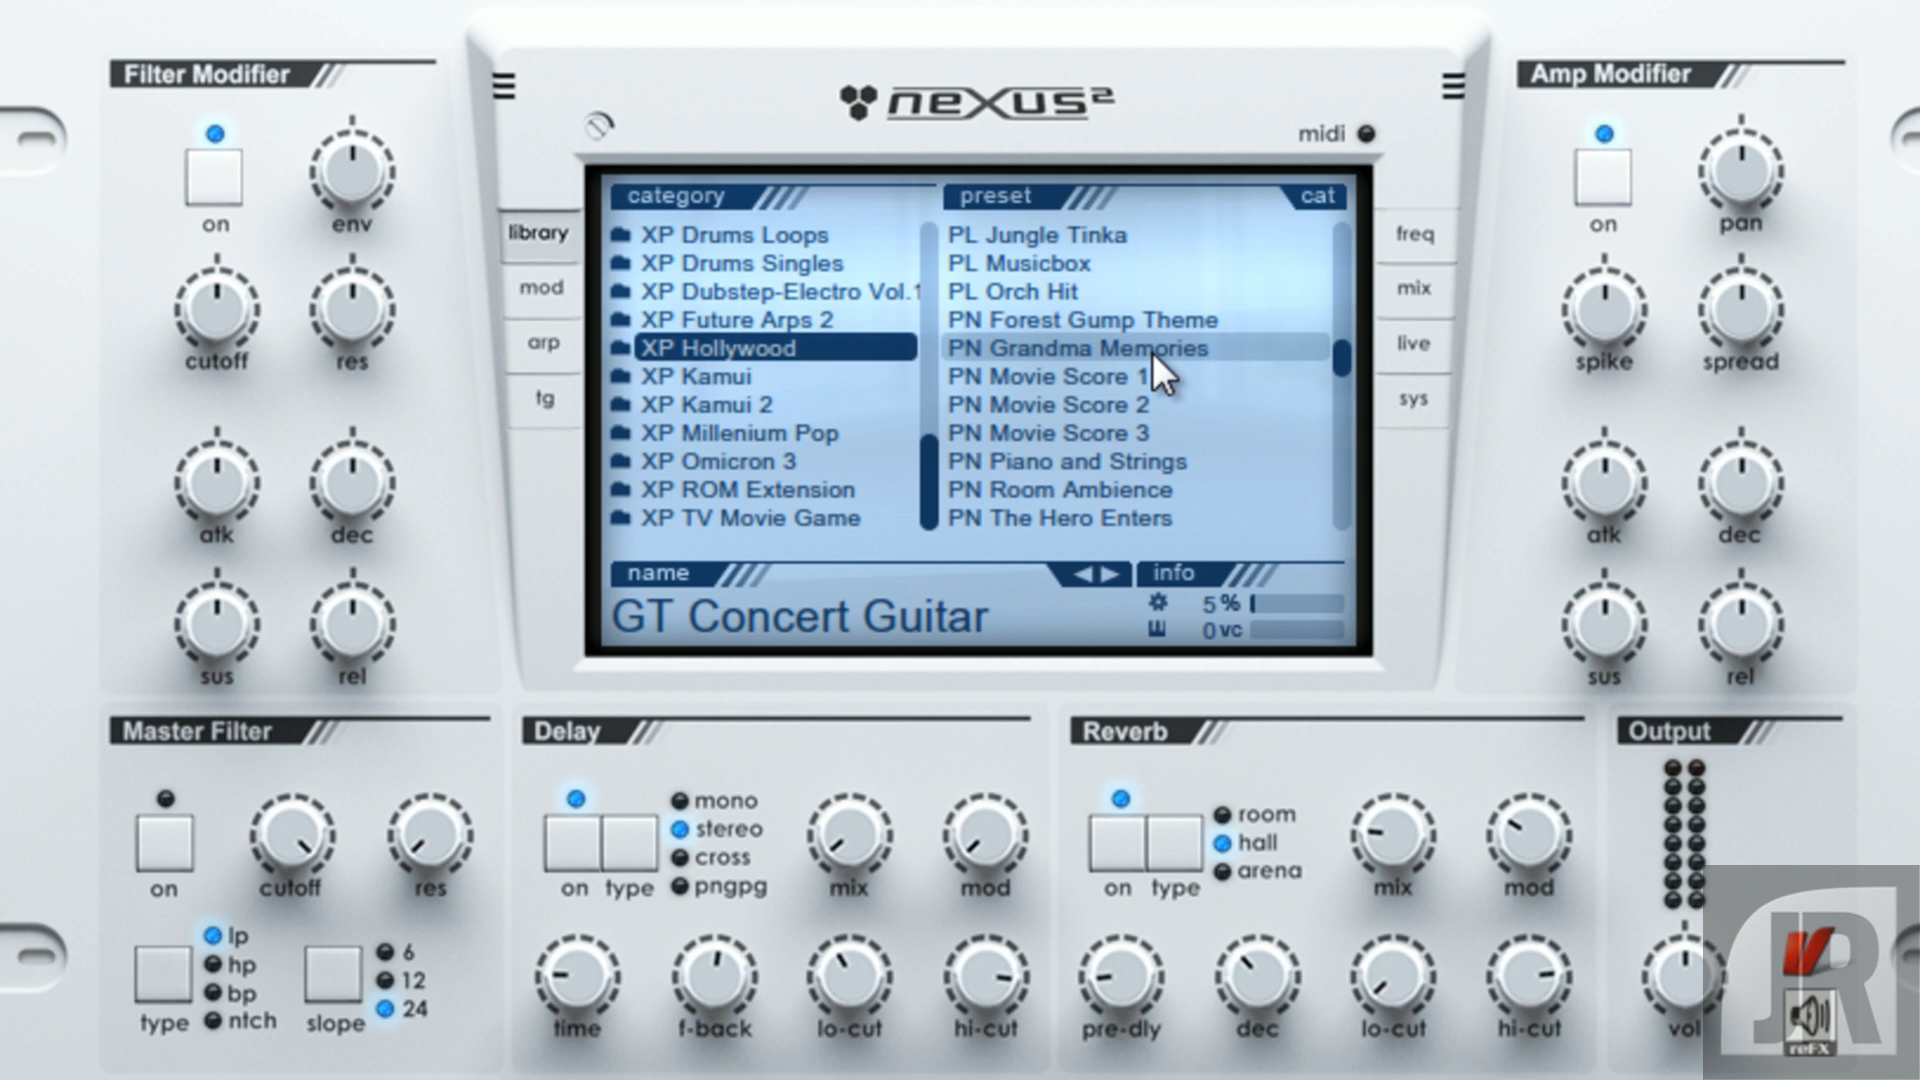 Filter Modifier
on
env
cutoff
res
atk
dec
sus
rel
nexus²
midi
library
mod
arp
tg
category
XP Drums Loops
XP Drums Singles
XP Dubstep-Electro Vol.1
XP Future Arps 2
XP Hollywood
XP Kamui
XP Kamui 2
XP Millenium Pop
XP Omicron 3
XP ROM Extension
XP TV Movie Game
preset
cat
PL Jungle Tinka
PL Musicbox
PL Orch Hit
PN Forest Gump Theme
PN Grandma Memories
PN Movie Score 1
PN Movie Score 2
PN Movie Score 3
PN Piano and Strings
PN Room Ambience
PN The Hero Enters
name
GT Concert Guitar
info
5 %
0 vc
freq
mix
live
sys
Amp Modifier
on
pan
spike
spread
atk
dec
sus
rel
Master Filter
on
cutoff
res
type
lp
hp
bp
ntch
slope
6
12
24
Delay
on
type
mono
stereo
cross
pngpg
mix
mod
time
f-back
lo-cut
hi-cut
Reverb
on
type
room
hall
arena
mix
mod
pre-dly
dec
lo-cut
hi-cut
Output
vol
JR
reFX